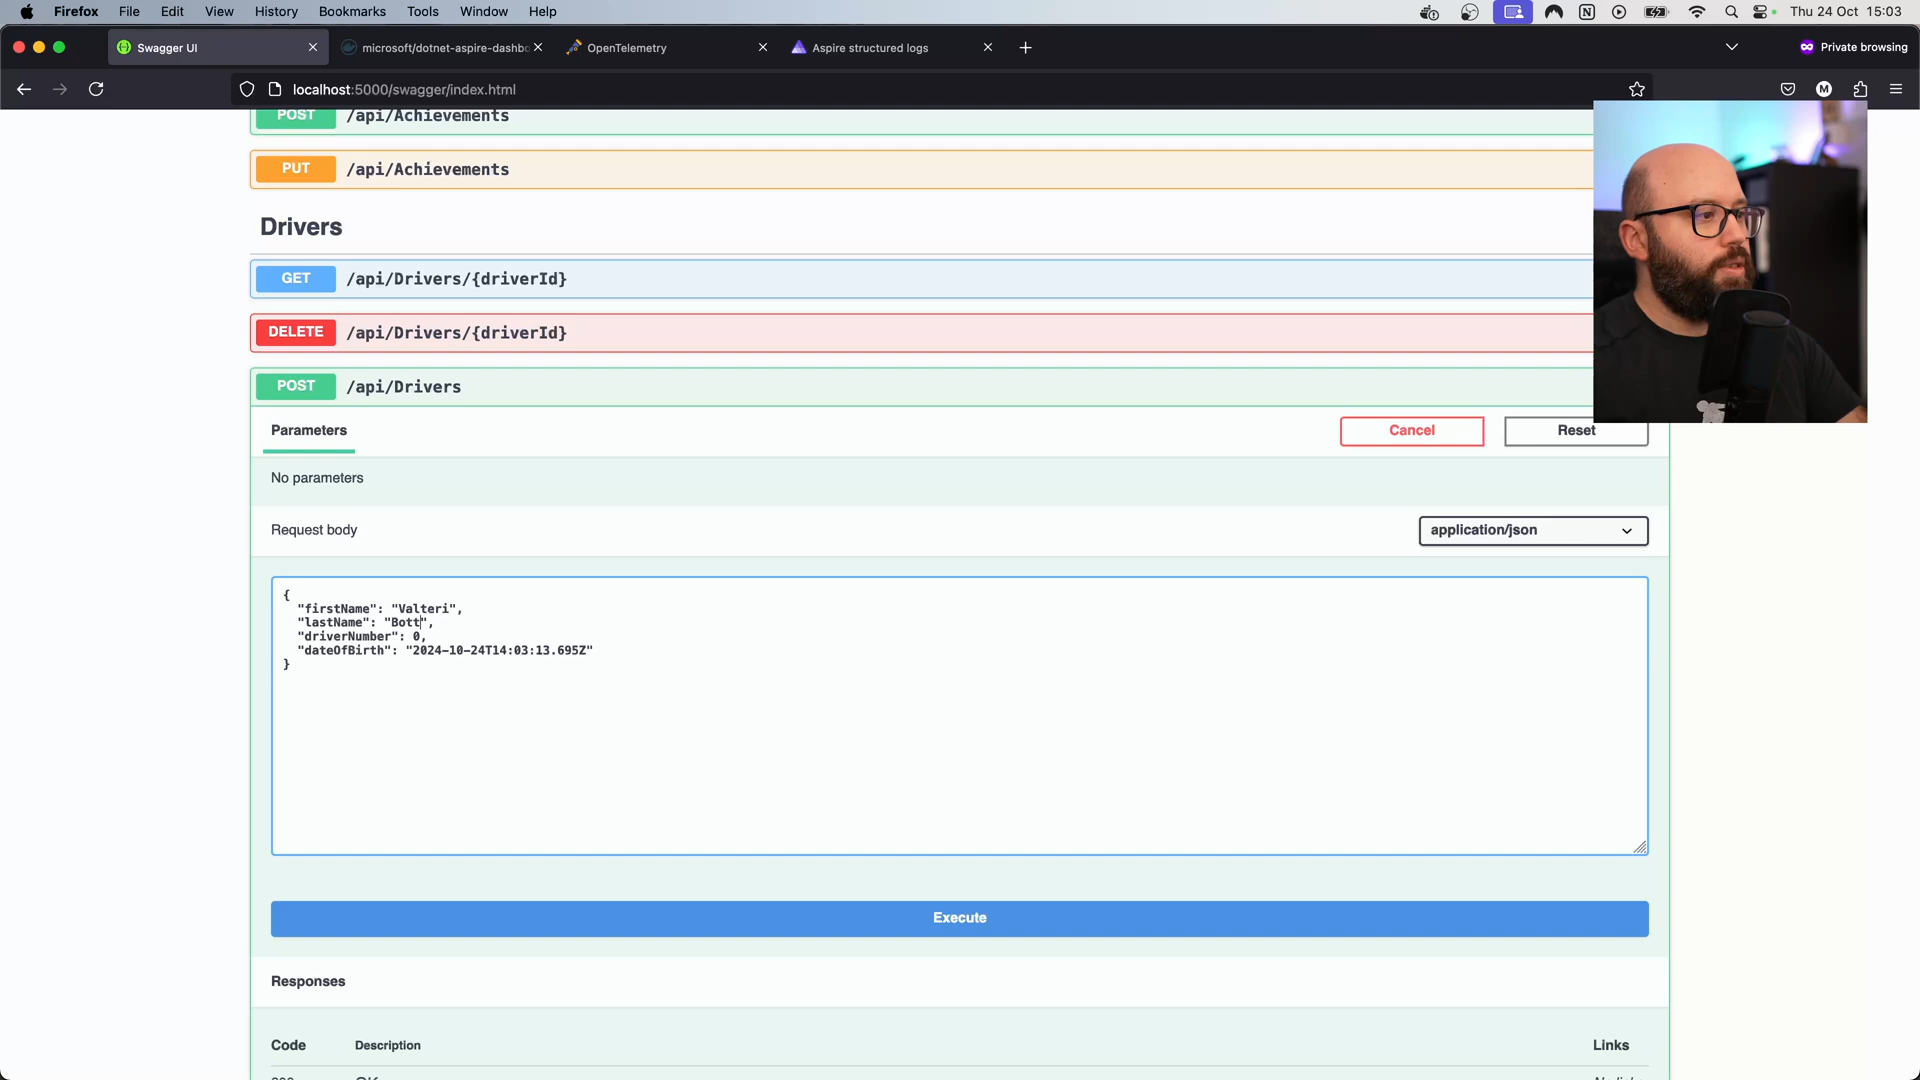 Firefox File Edit View History Bookmarks Tools Window Help Thu 24 Oct 15:03
Swagger UI microsoft/dotnet-aspire-dashbo OpenTelemetry Aspire structured logs Private browsing
localhost:5000/swagger/index.html
POST /api/Achievements
PUT /api/Achievements
Drivers
GET /api/Drivers/{driverId}
DELETE /api/Drivers/{driverId}
POST /api/Drivers
Parameters Cancel Reset
No parameters
Request body application/json
{
"firstName": "Valteri",
"lastName": "Bott",
"driverNumber": 0,
"dateOfBirth": "2024-10-24T14:03:13.695Z"
}
Execute
Responses
Code Description Links